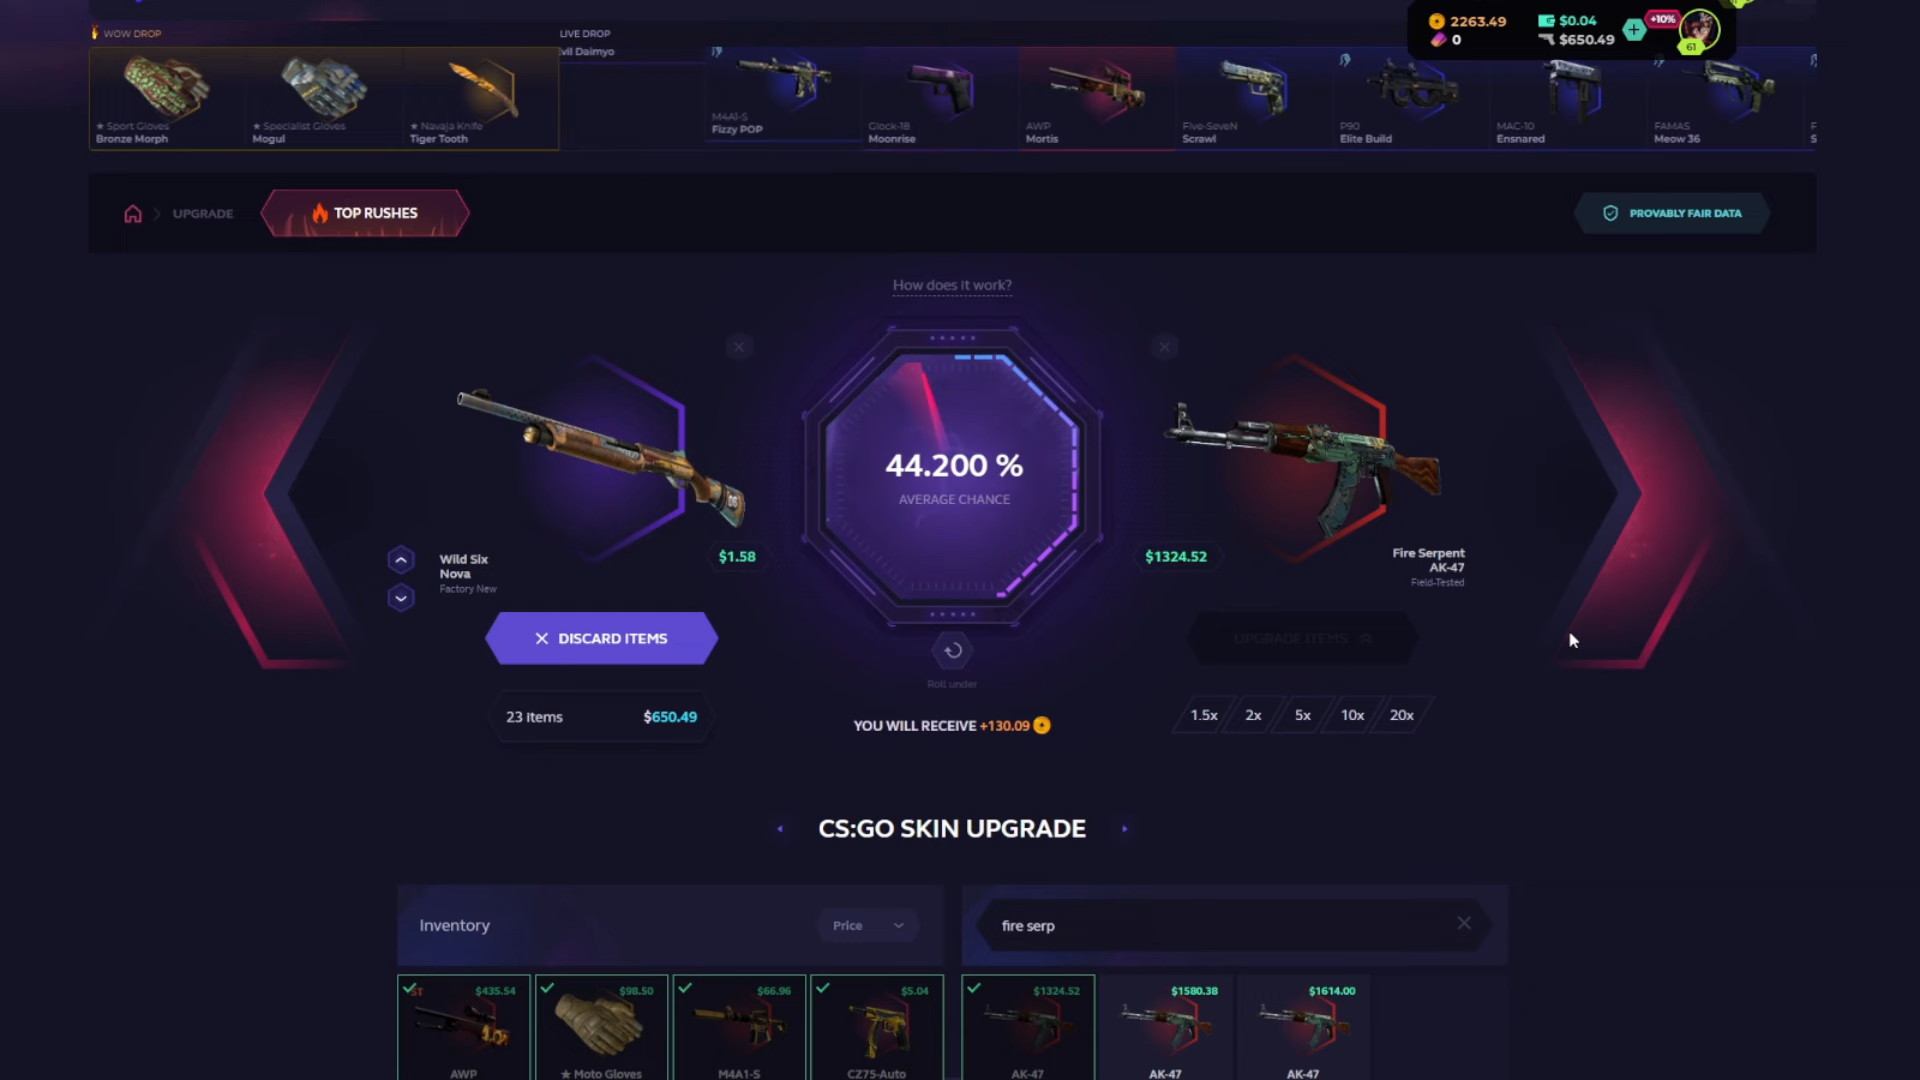 WOW DROP
LIVE DROP
2263.49
$0.04
+10%
0
$650.49
61
★ Sport Gloves
Bronze Morph
★ Specialist Gloves
Mogul
★ Navaja Knife
Tiger Tooth
Evil Daimyo
M4A1-S
Fizzy POP
Glock-18
Moonrise
AWP
Mortis
Five-SeveN
Scrawl
P90
Elite Build
MAC-10
Ensnared
FAMAS
Meow 36
UPGRADE
TOP RUSHES
PROVABLY FAIR DATA
How does it work?
44.200 %
AVERAGE CHANCE
$1.58
$1324.52
Wild Six
Nova
Factory New
Fire Serpent
AK-47
Field-Tested
DISCARD ITEMS
UPGRADE ITEMS
Roll under
23 items
$650.49
YOU WILL RECEIVE +130.09
1.5x
2x
5x
10x
20x
CS:GO SKIN UPGRADE
Inventory
Price
fire serp
ST
$435.54
AWP
$98.50
★ Moto Gloves
$66.96
M4A1-S
$5.04
CZ75-Auto
$1324.52
AK-47
$1580.38
AK-47
$1614.00
AK-47